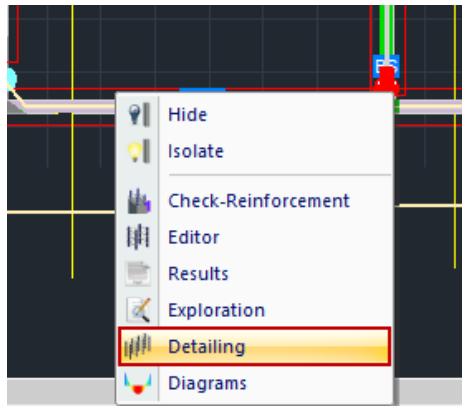 Hide
Isolate
Check-Reinforcement
Editor
Results
Exploration
Detailing
Diagrams